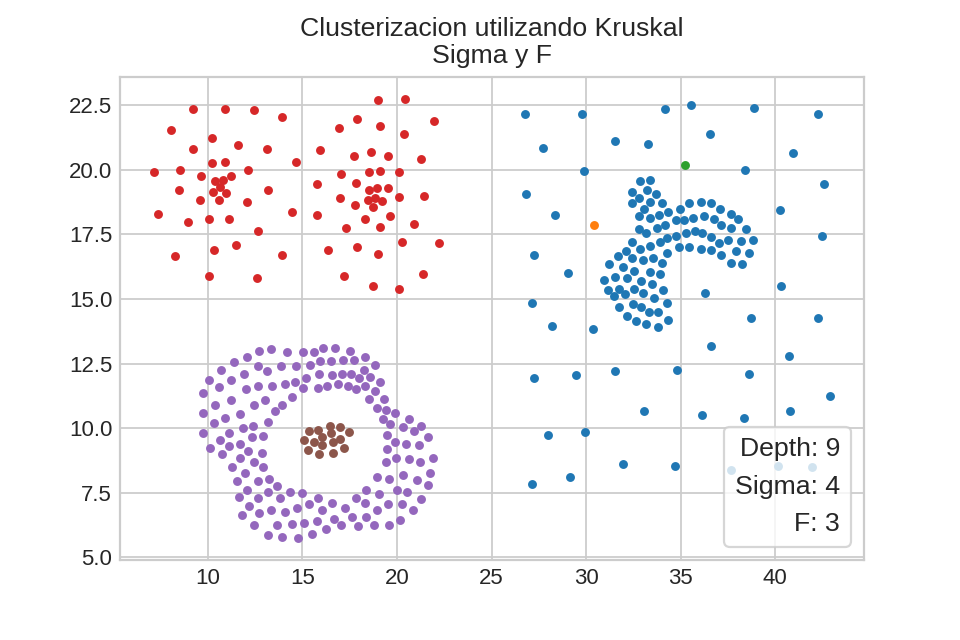 Clusterizacion utilizando Kruskal
Sigma y F
22.5
20.0
17.5
15.0
12.5
10.0
7.5
5.0
Depth: 9
Sigma: 4
F: 3
10 15 20 25 30 35 40